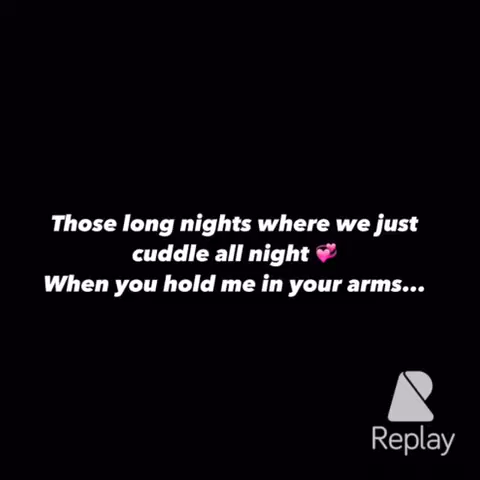 Those long nights where we just
cuddle all night 💞
When you hold me in your arms...
Replay